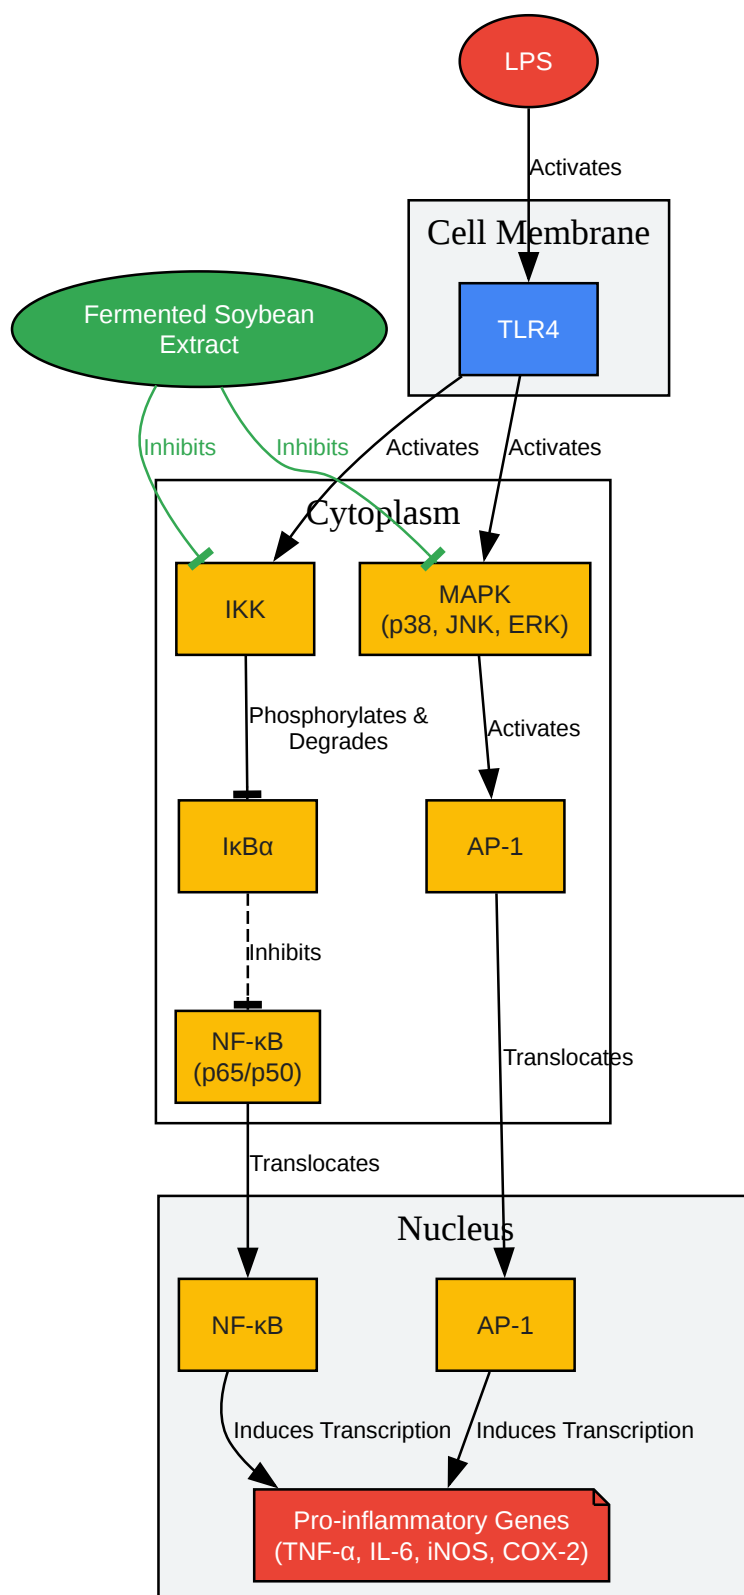 LPS
Activates
Cell Membrane
Fermented Soybean
Extract
TLR4
Inhibits
Inhibits
Activates
Activates
Cytoplasm
IKK
MAPK
(p38, JNK, ERK)
Phosphorylates &
Degrades
Activates
IκBα
AP-1
Inhibits
NF-κB
(p65/p50)
Translocates
Translocates
Nucleus
NF-κB
AP-1
Induces Transcription
Induces Transcription
Pro-inflammatory Genes
(TNF-α, IL-6, iNOS, COX-2)